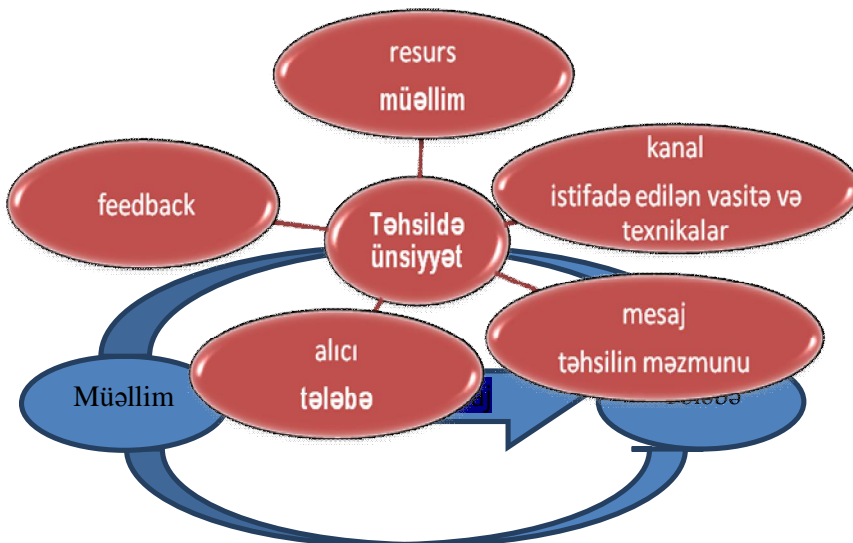 resurs
müəllim
kanal
istifadə edilən vasitə və
texnikalar
feedback
Təhsildə
ünsiyyət
mesaj
təhsilin məzmunu
alıcı
tələbə
Müəllim